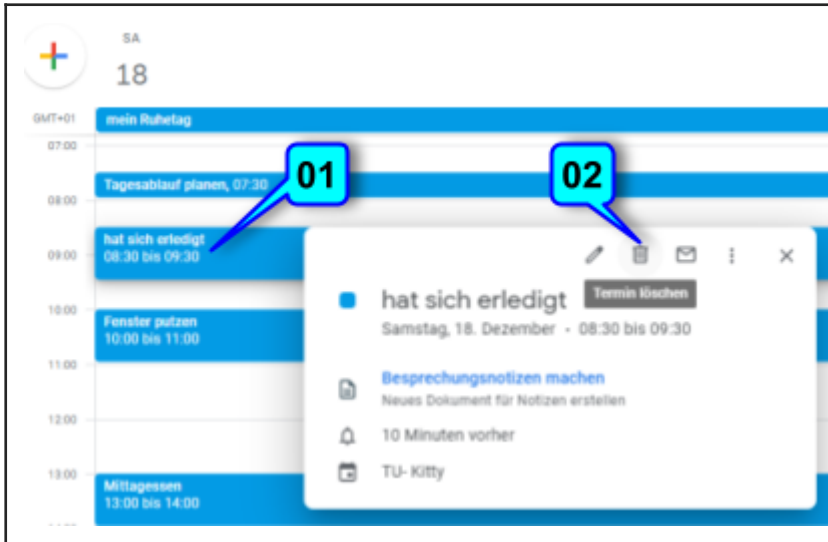 SA
18
GMT+01
mein Ruhetag
07:00
Tagesablauf planen, 07:30
01
02
08:00
hat sich erledigt
08:30 bis 09:30
09:00
Termin löschen
hat sich erledigt
Samstag, 18. Dezember - 08:30 bis 09:30
10:00
Fenster putzen
10:00 bis 11:00
11:00
Besprechungsnotizen machen
Neues Dokument für Notizen erstellen
12:00
10 Minuten vorher
TU- Kitty
13:00
Mittagessen
13:00 bis 14:00